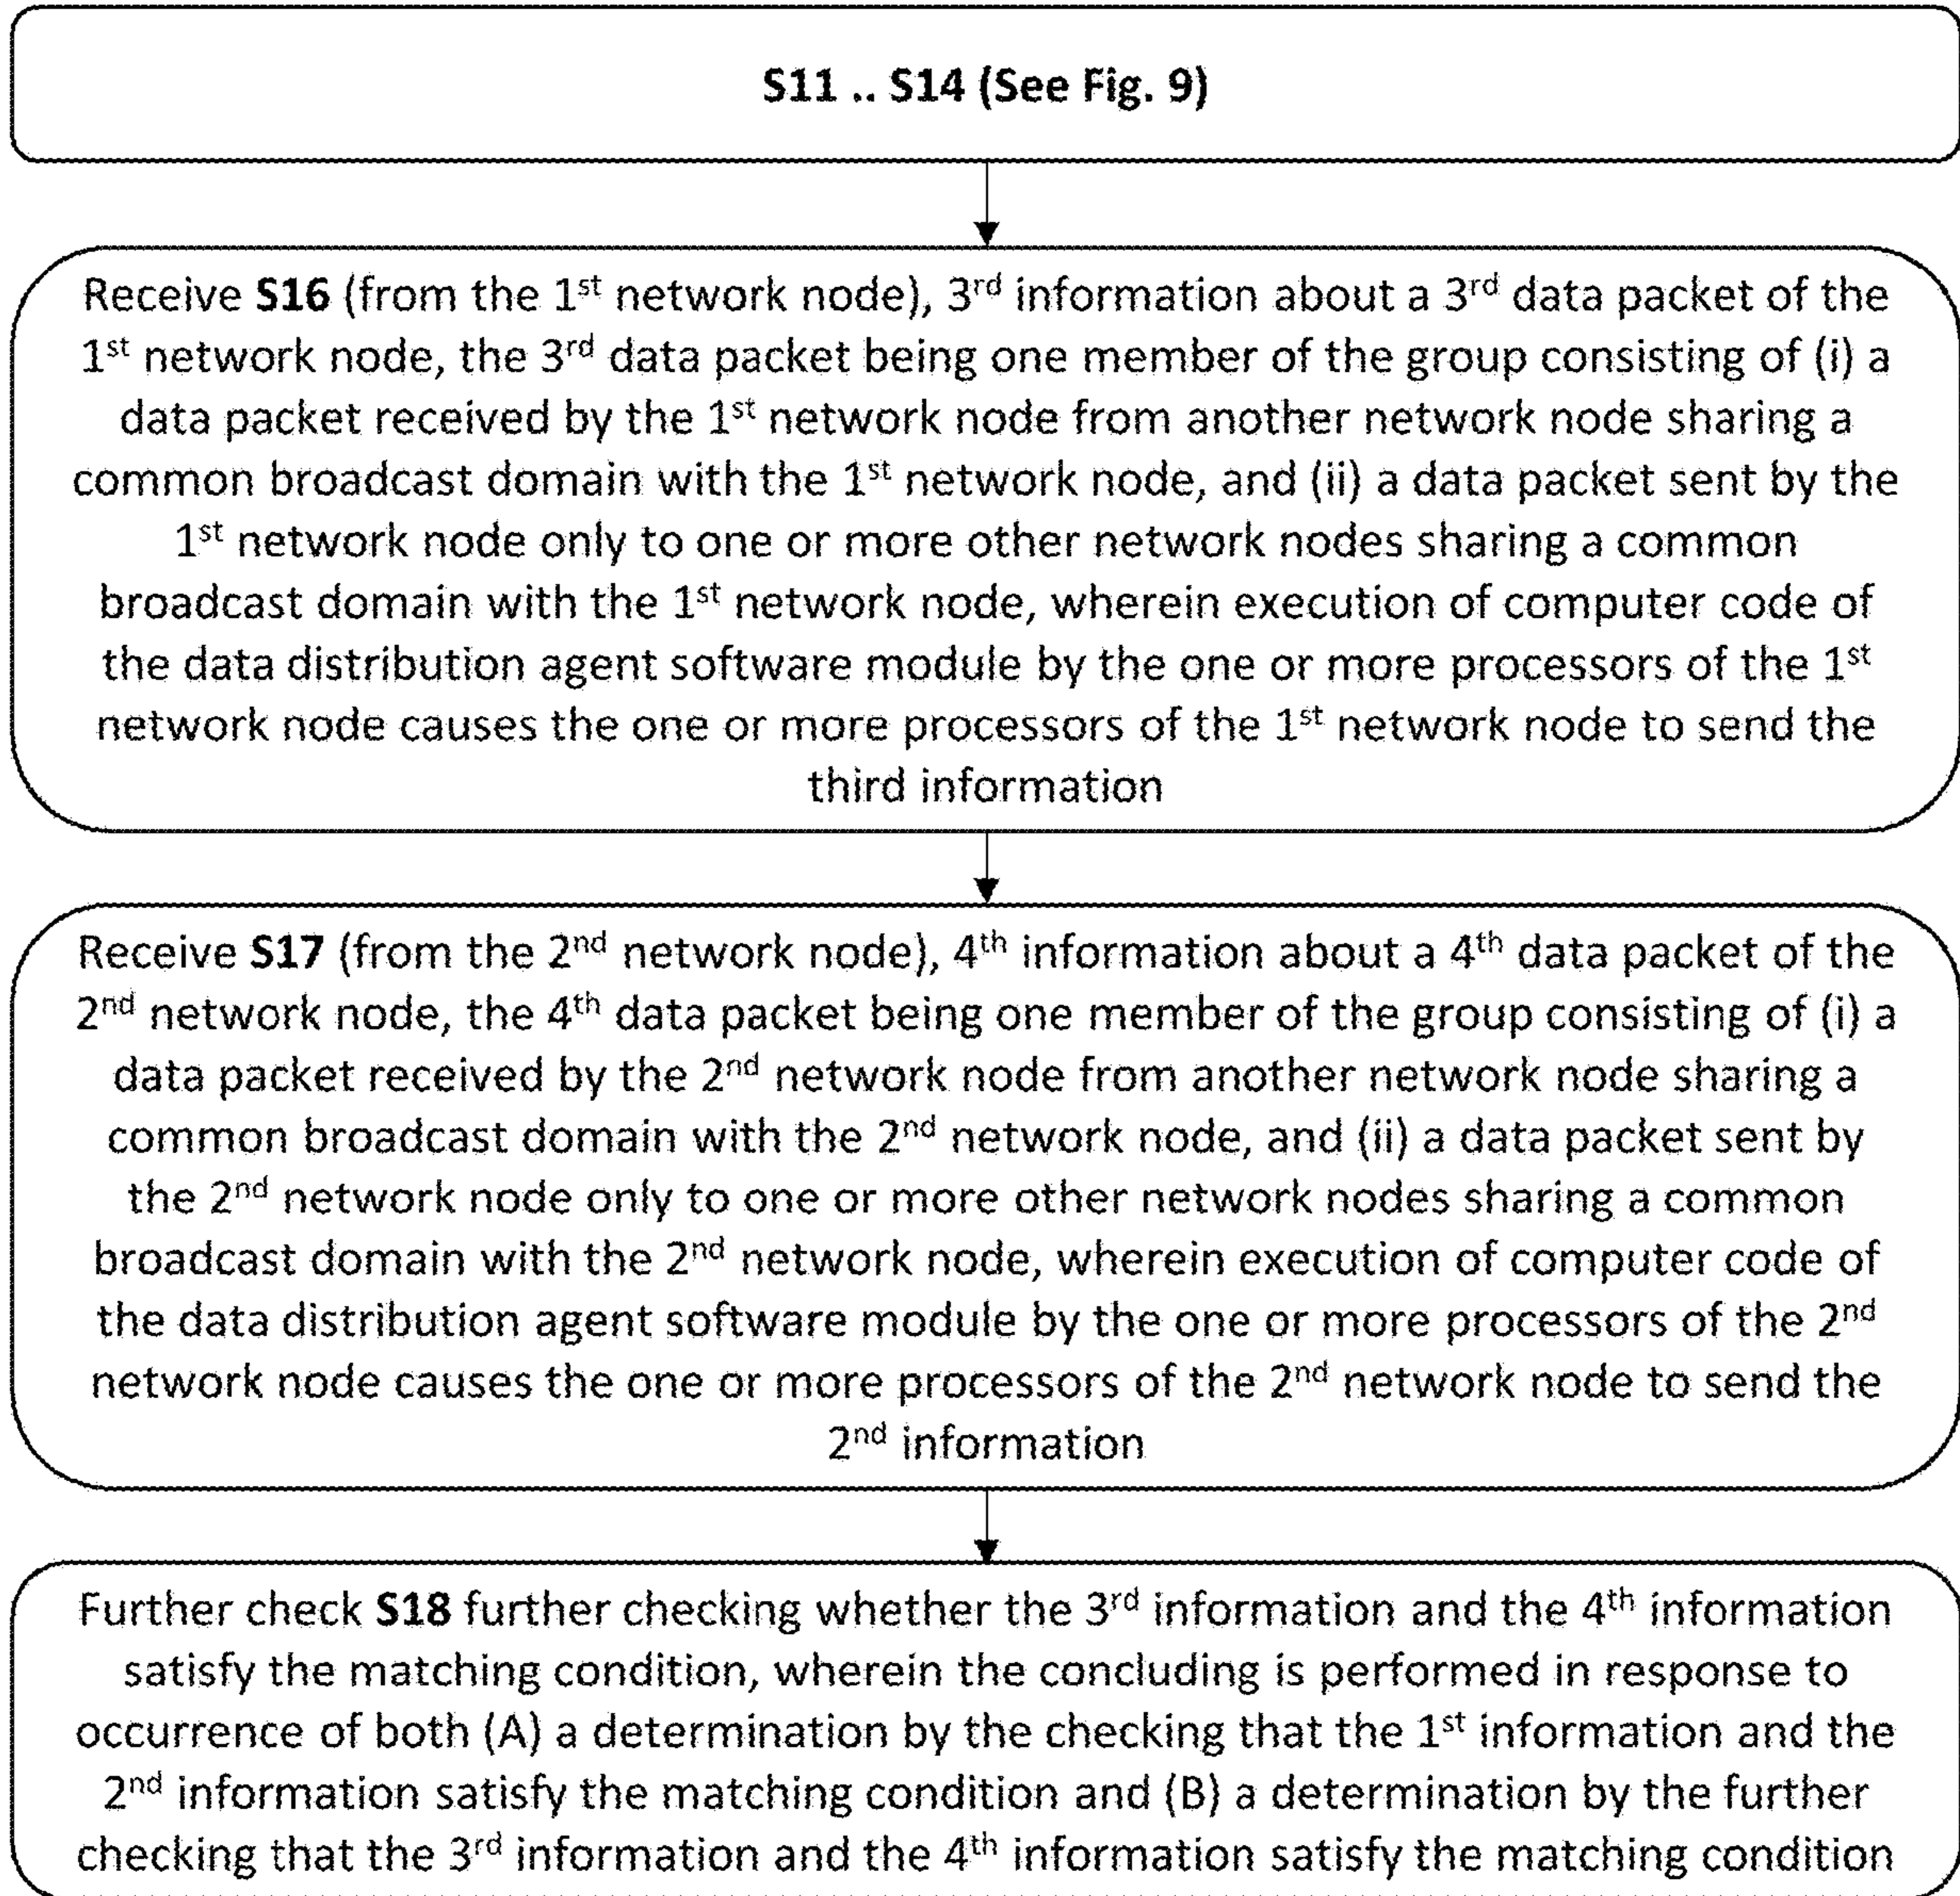 S11 .. S14 (See Fig. 9)
Receive S16 (from the 1st network node), 3rd information about a 3rd data packet of the
1st network node, the 3rd data packet being one member of the group consisting of (i) a
data packet received by the 1st network node from another network node sharing a
common broadcast domain with the 1st network node, and (ii) a data packet sent by the
1st network node only to one or more other network nodes sharing a common
broadcast domain with the 1st network node, wherein execution of computer code of
the data distribution agent software module by the one or more processors of the 1st
network node causes the one or more processors of the 1st network node to send the
third information
Receive S17 (from the 2nd network node), 4th information about a 4th data packet of the
2nd network node, the 4th data packet being one member of the group consisting of (i) a
data packet received by the 2nd network node from another network node sharing a
common broadcast domain with the 2nd network node, and (ii) a data packet sent by
the 2nd network node only to one or more other network nodes sharing a common
broadcast domain with the 2nd network node, wherein execution of computer code of
the data distribution agent software module by the one or more processors of the 2nd
network node causes the one or more processors of the 2nd network node to send the
2nd information
Further check S18 further checking whether the 3rd information and the 4th information
satisfy the matching condition, wherein the concluding is performed in response to
occurrence of both (A) a determination by the checking that the 1st information and the
2nd information satisfy the matching condition and (B) a determination by the further
checking that the 3rd information and the 4th information satisfy the matching condition